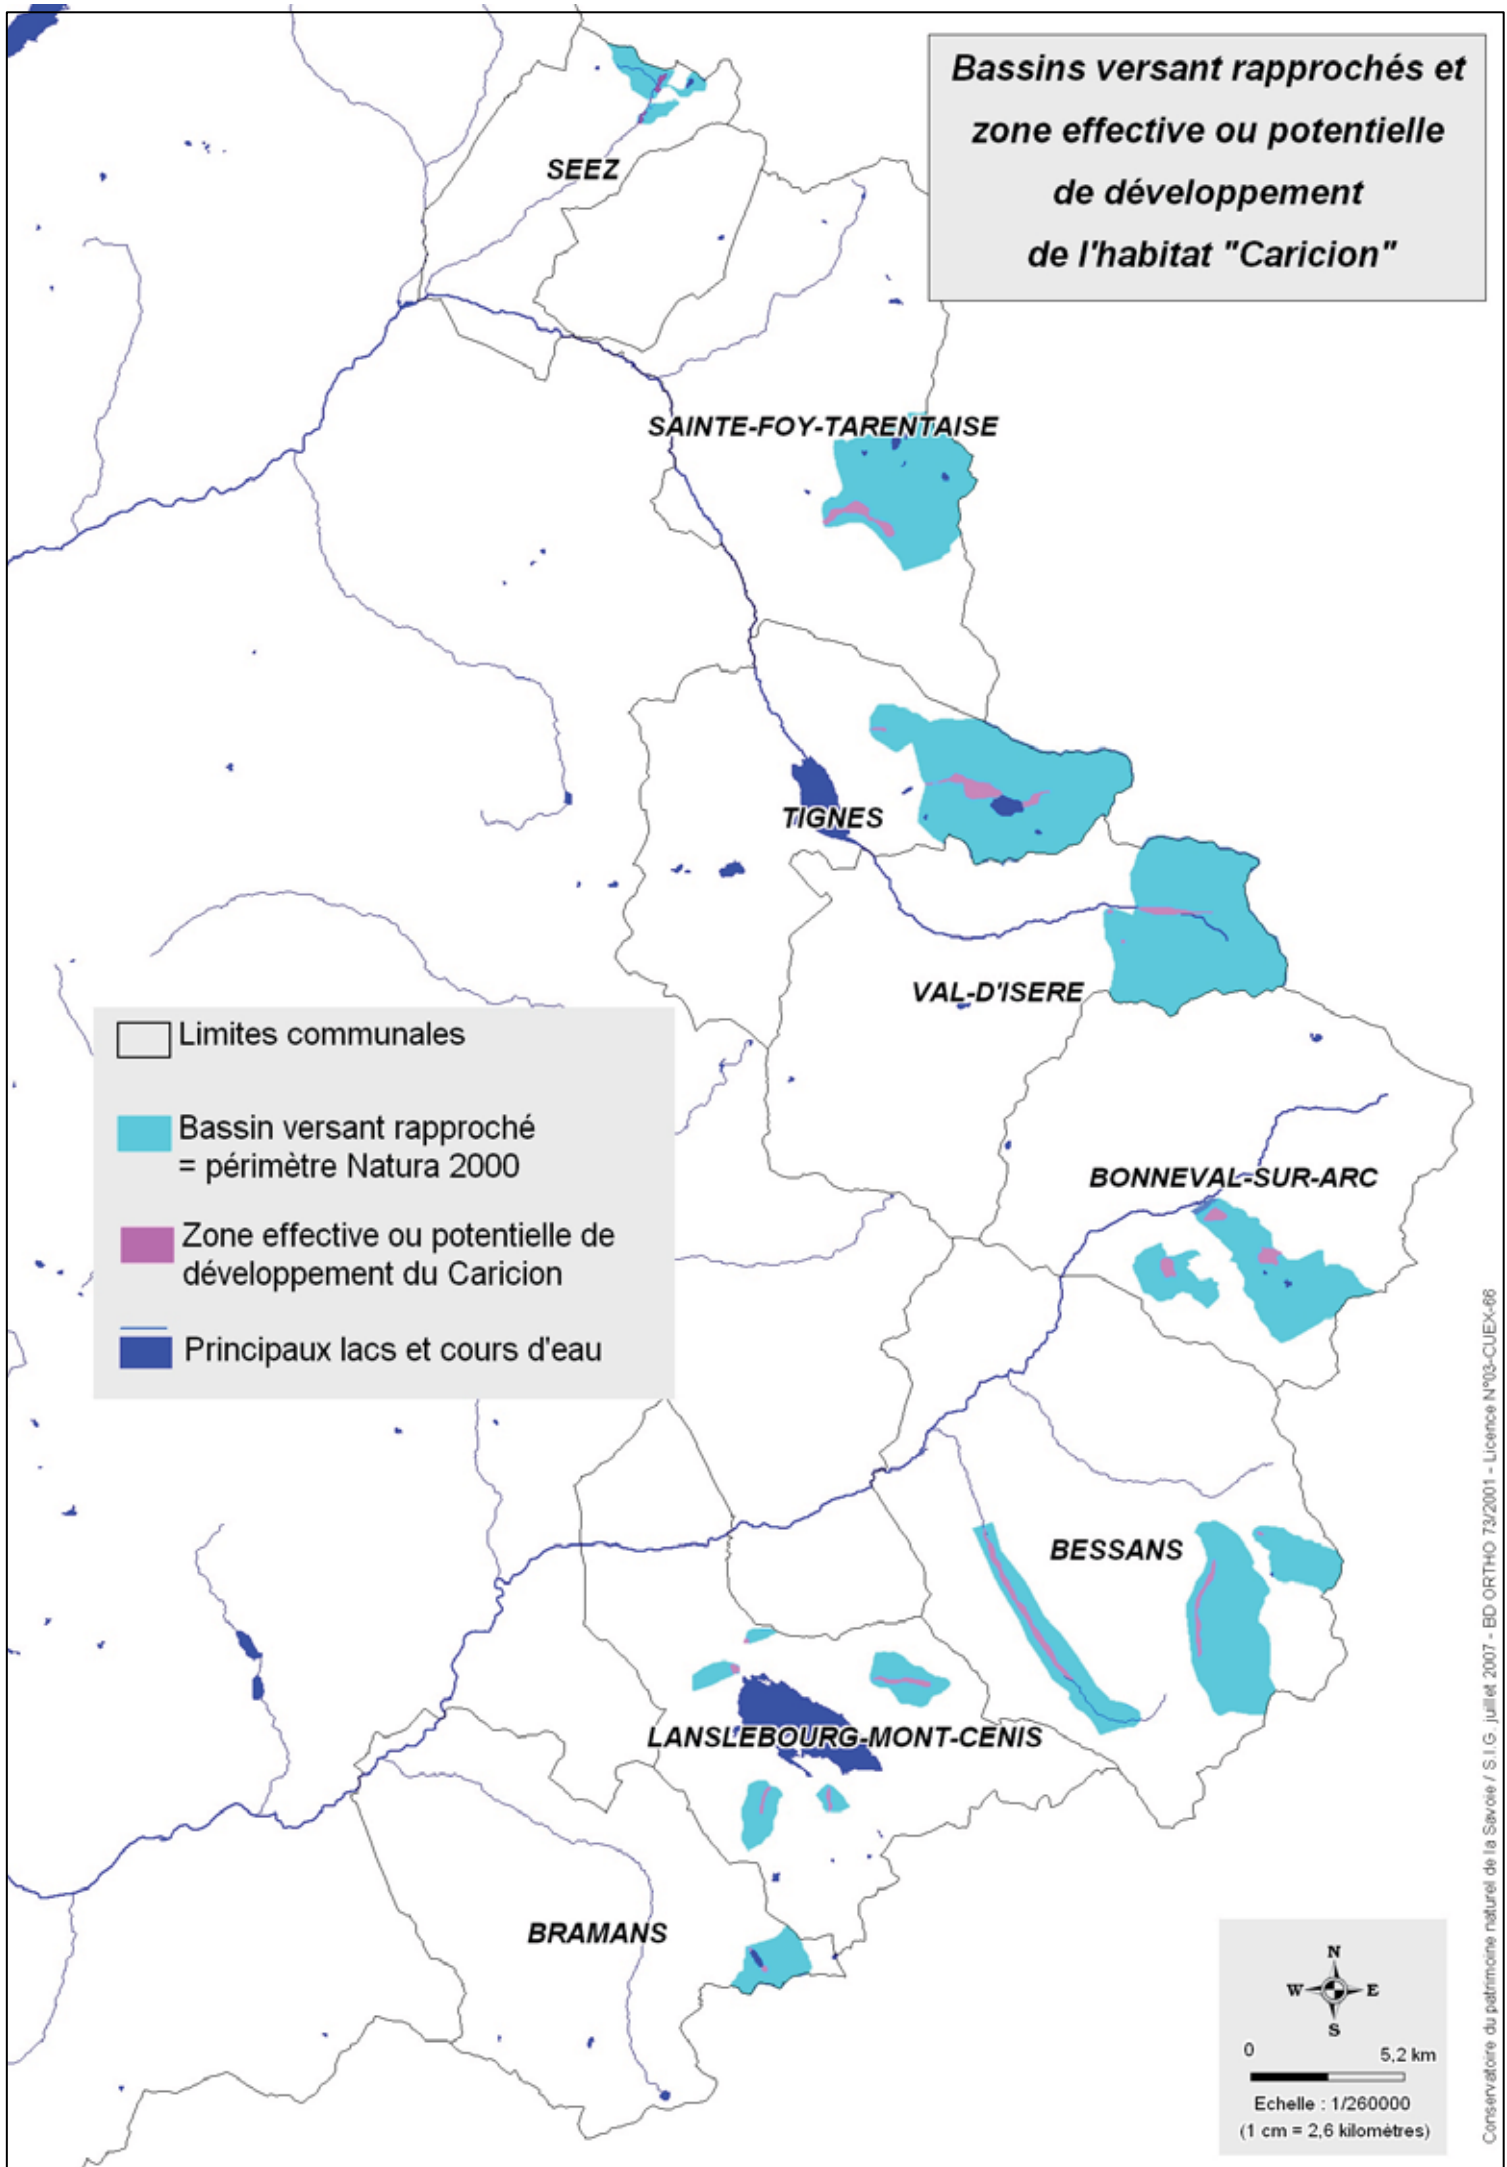 Bassins versant rapprochés et
zone effective ou potentielle
de développement
de l'habitat "Caricion"
SEEZ
SAINTE-FOY-TARENTAISE
TIGNES
VAL-D'ISERE
Limites communales
Bassin versant rapproché
= périmètre Natura 2000
Zone effective ou potentielle de
développement du Caricion
Principaux lacs et cours d'eau
BONNEVAL-SUR-ARC
BESSANS
LANSLEBOURG-MONT-CENIS
BRAMANS
N
W E
S
0 5,2 km
Echelle : 1/260000
(1 cm = 2,6 kilomètres)
Conservatoire du patrimoine naturel de la Savoie / S.I.G. juillet 2007 - BD ORTHO 73/2001 - Licence N°03-CUEX-66